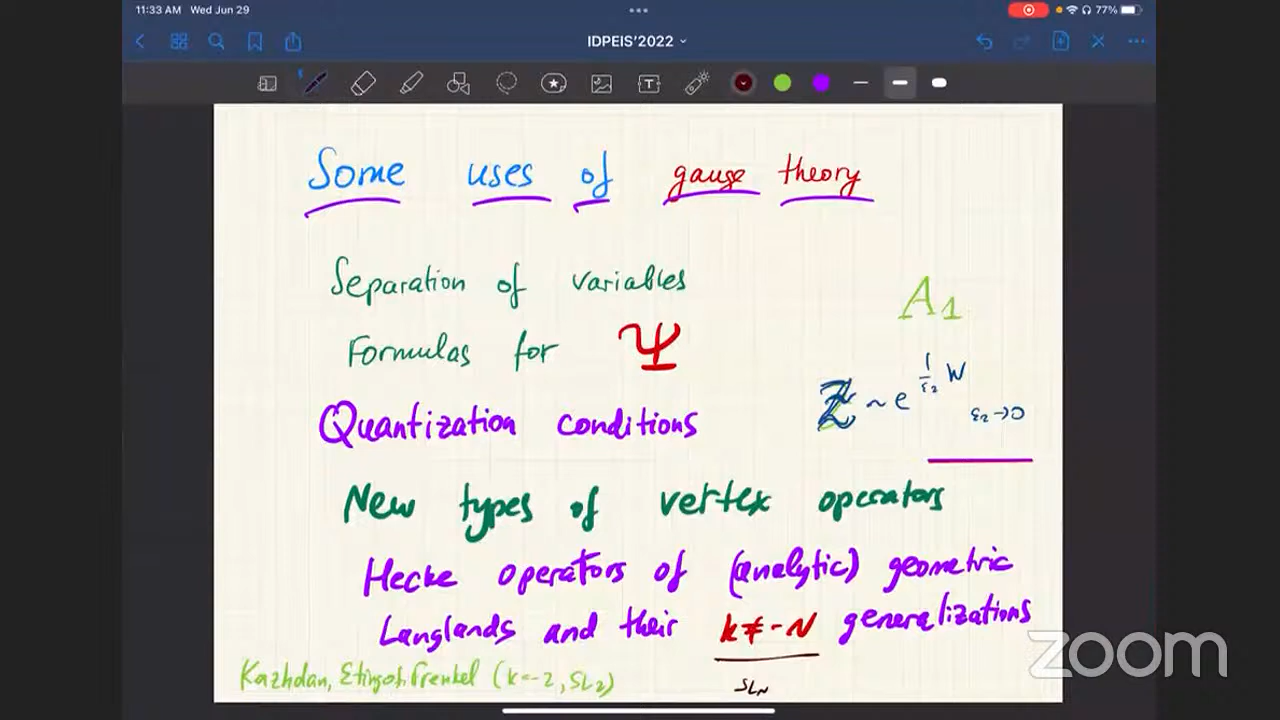 11:33 AM Wed Jun 29
77%
IDPEIS'2022
Some uses of gauge theory
Separation of variables
A1
Formulas for Ψ
Z ~ e^{1/ε₂ W} ε₂→0
Quantization conditions
New types of vertex operators
Hecke operators of (analytic) geometric
Langlands and their k≠-N generalizations
SL_N
Kazhdan, Etingof, Frenkel (k=-2, SL₂)
zoom